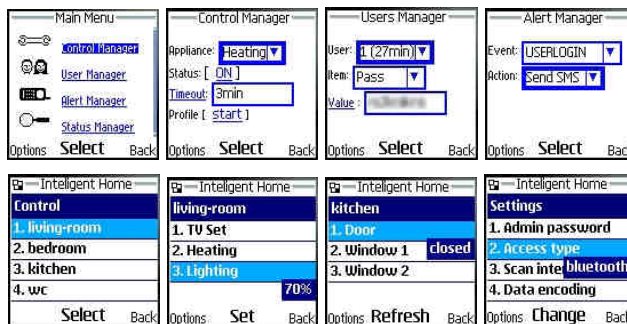 Main Menu
Control Manager
User Manager
Alert Manager
Status Manager
Options Select Back
Control Manager
Appliance: Heating
Status: [ ON ]
Timeout: 3min
Profile [ start ]
Options Select Back
Users Manager
User: 1 (27min)
Item: Pass
Value :
Options Select Back
Alert Manager
Event: USERLOGIN
Action: Send SMS
Options Select Back
Inteligent Home
Control
1. living-room
2. bedroom
3. kitchen
4. wc
Select Back
Inteligent Home
living-room
1. TV Set
2. Heating
3. Lighting
70%
Options Set Back
Inteligent Home
kitchen
1. Door
2. Window 1 closed
3. Window 2
Options Refresh Back
Inteligent Home
Settings
1. Admin password
2. Access type
3. Scan inte bluetooth
4. Data encoding
Options Change Back